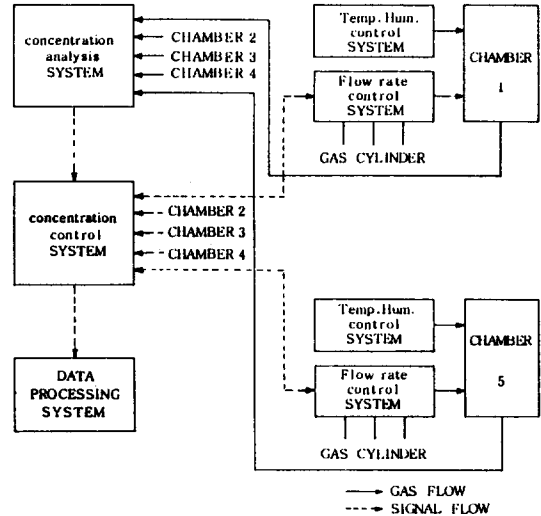 concentration
analysis
SYSTEM
CHAMBER 2
CHAMBER 3
CHAMBER 4
Temp. Hum.
control
SYSTEM
Flow rate
control
SYSTEM
GAS CYLINDER
CHAMBER
1
concentration
control
SYSTEM
CHAMBER 2
CHAMBER 3
CHAMBER 4
DATA
PROCESSING
SYSTEM
Temp. Hum.
control
SYSTEM
Flow rate
control
SYSTEM
GAS CYLINDER
CHAMBER
5
GAS FLOW
SIGNAL FLOW